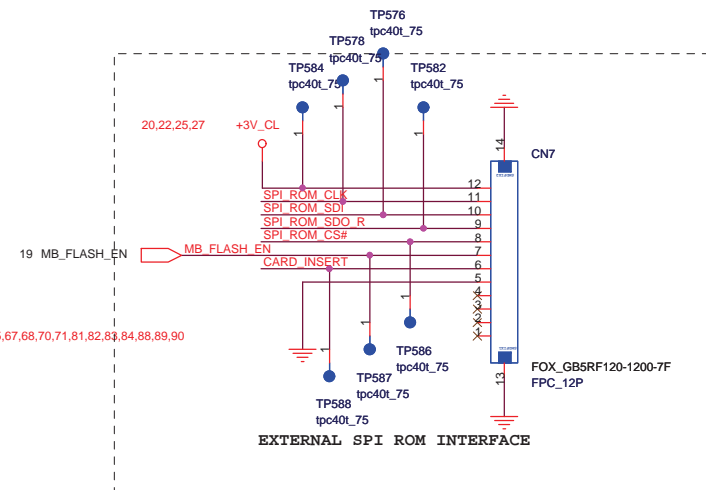 TP576
tpc40t_75
TP578
tpc40t_75
TP584
tpc40t_75
TP582
tpc40t_75
20,22,25,27
+3V_CL
1
1
1
1
14
CN7
12
SPI_ROM_CLK
11
SPI_ROM_SDI
10
SPI_ROM_SDO_R
9
SPI_ROM_CS#
8
19 MB_FLASH_EN
MB_FLASH_EN
7
CARD_INSERT
6
5
4
3
2
1
1
1
1
1
,67,68,70,71,81,82,83,84,88,89,90
TP586
tpc40t_75
TP587
tpc40t_75
TP588
tpc40t_75
13
FOX_GB5RF120-1200-7F
FPC_12P
EXTERNAL SPI ROM INTERFACE